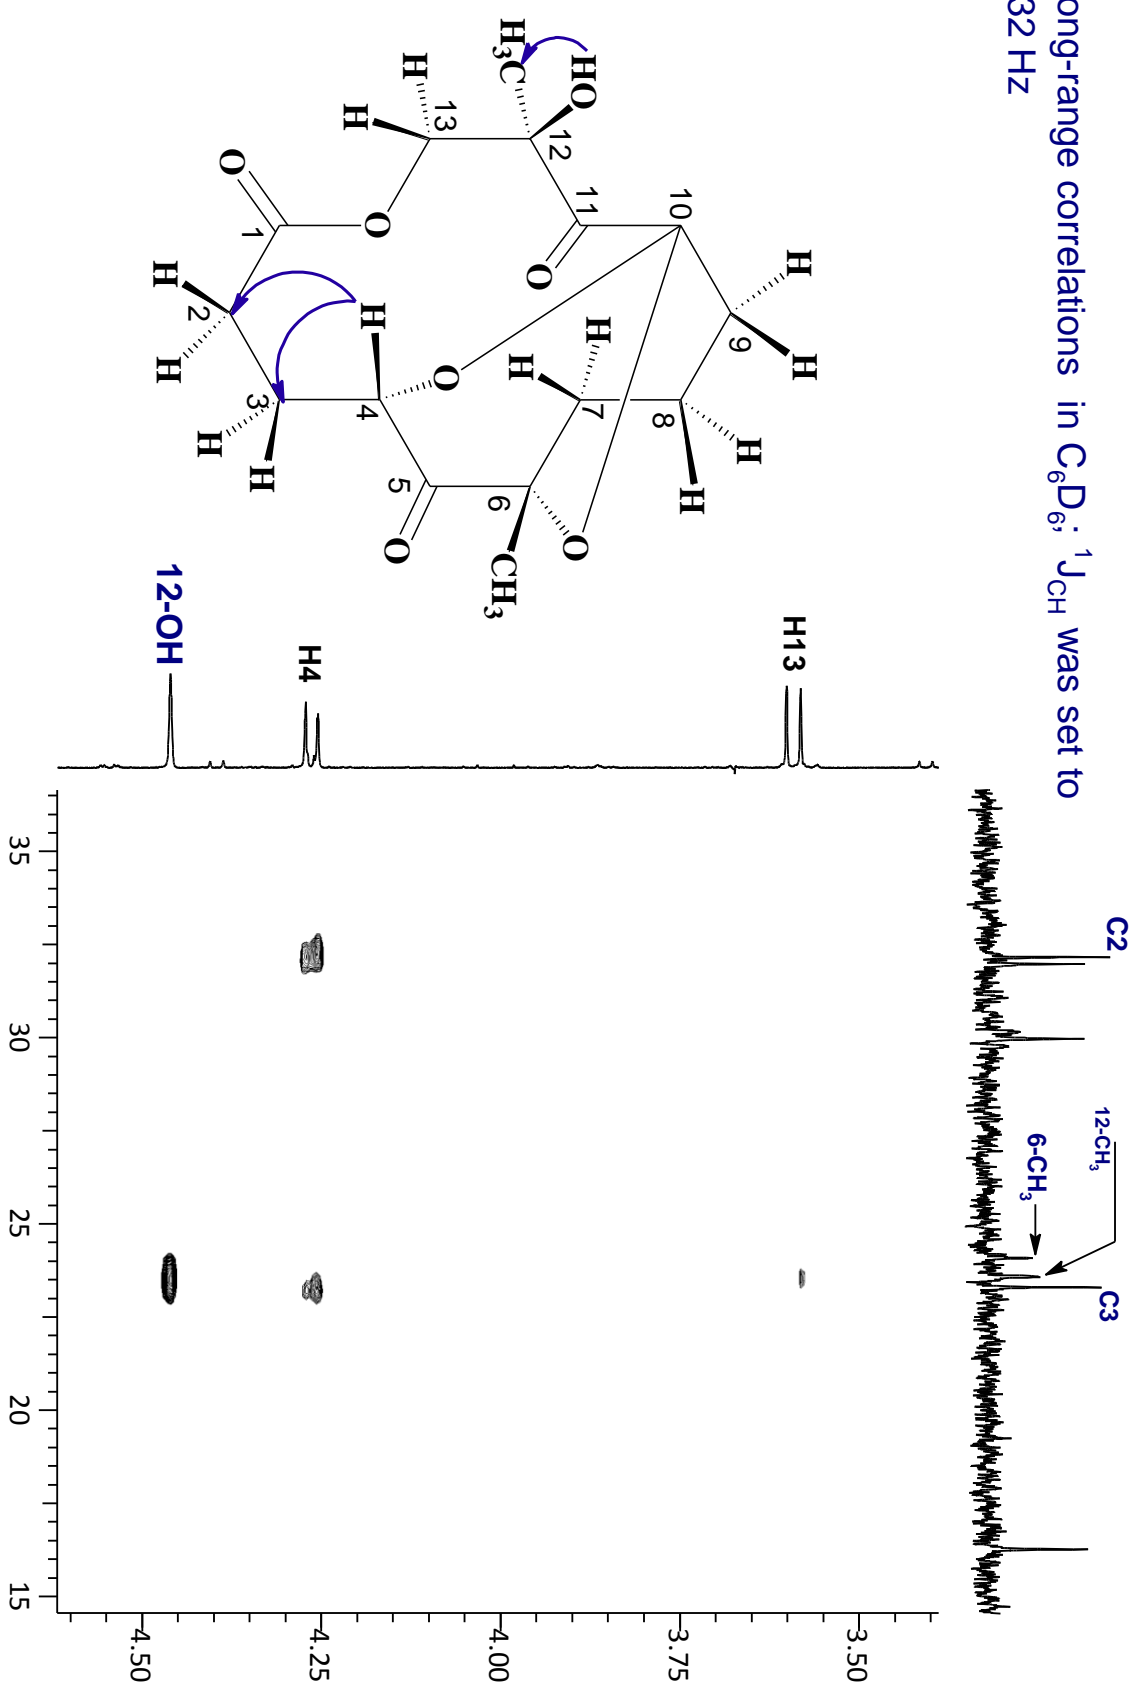 ong-range correlations in C₆D₆; ¹J_CH was set to
32 Hz
H₃C
HO
H
H
13
12
11
10
O
O
O
1
H
H
H
2
3
4
O
5
O
6
7
8
9
H
H
H
H
H
H
H
H
O
CH₃
12-OH
H4
H13
C2
12-CH₃
6-CH₃
C3
35
30
25
20
15
4.50
4.25
4.00
3.75
3.50